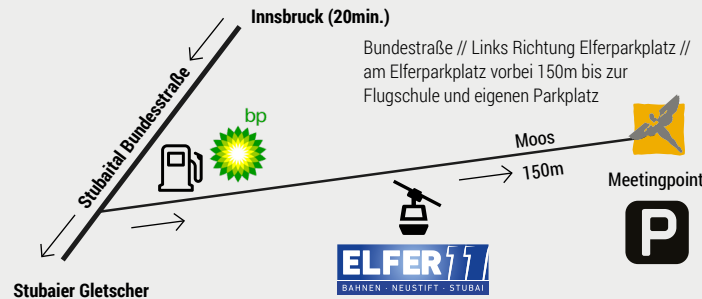 Innsbruck (20min.)
Bundestraße // Links Richtung Elferparkplatz //
am Elferparkplatz vorbei 150m bis zur
Flugschule und eigenen Parkplatz
Stubaital Bundesstraße
bp
Moos
150m
Meetingpoint
P
ELFER 11
BAHNEN · NEUSTIFT · STUBAI
Stubaier Gletscher